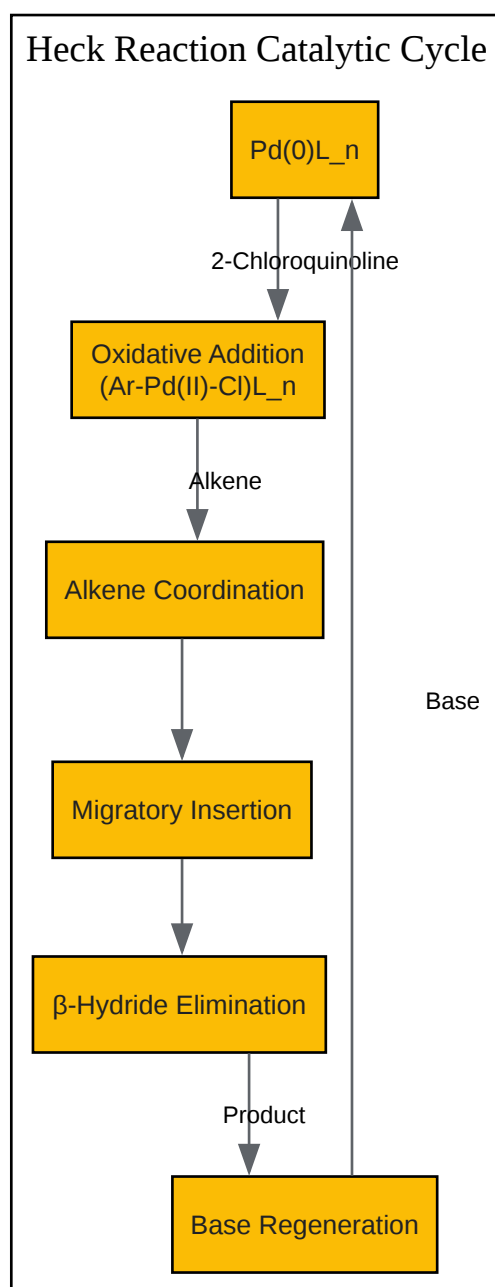 Heck Reaction Catalytic Cycle
Pd(0)L_n
2-Chloroquinoline
Oxidative Addition
(Ar-Pd(II)-Cl)L_n
Alkene
Alkene Coordination
Base
Migratory Insertion
β-Hydride Elimination
Product
Base Regeneration